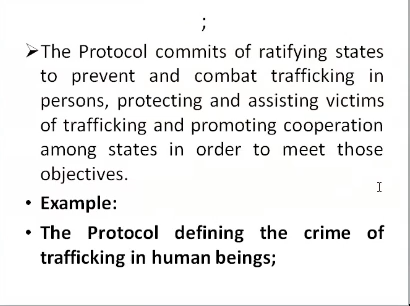 ;
➢The Protocol commits of ratifying states
to prevent and combat trafficking in
persons, protecting and assisting victims
of trafficking and promoting cooperation
among states in order to meet those
objectives.
• Example:
• The Protocol defining the crime of
trafficking in human beings;